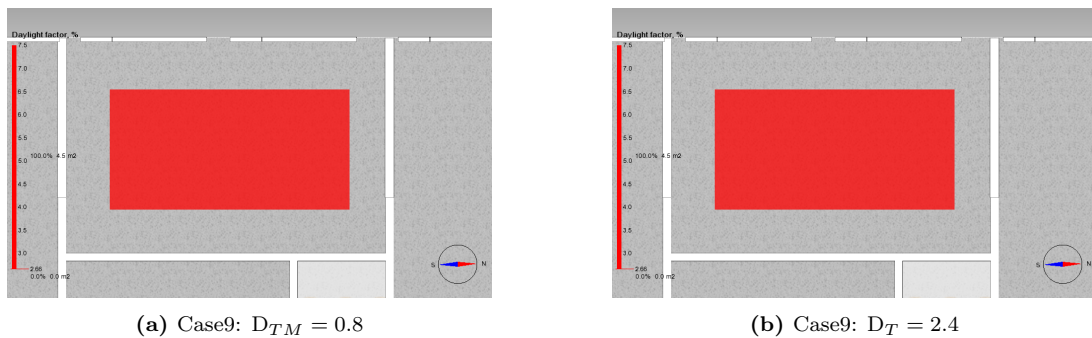 Daylight factor, %
7.5
7.0
6.5
6.0
5.5
5.0
4.5
4.0
3.5
3.0
2.66
100.0% 4.5 m2
0.0% 0.0 m2
S N
(a) Case9: D_TM = 0.8
Daylight factor, %
7.5
7.0
6.5
6.0
5.5
5.0
4.5
4.0
3.5
3.0
2.66
100.0% 4.5 m2
0.0% 0.0 m2
S N
(b) Case9: D_T = 2.4